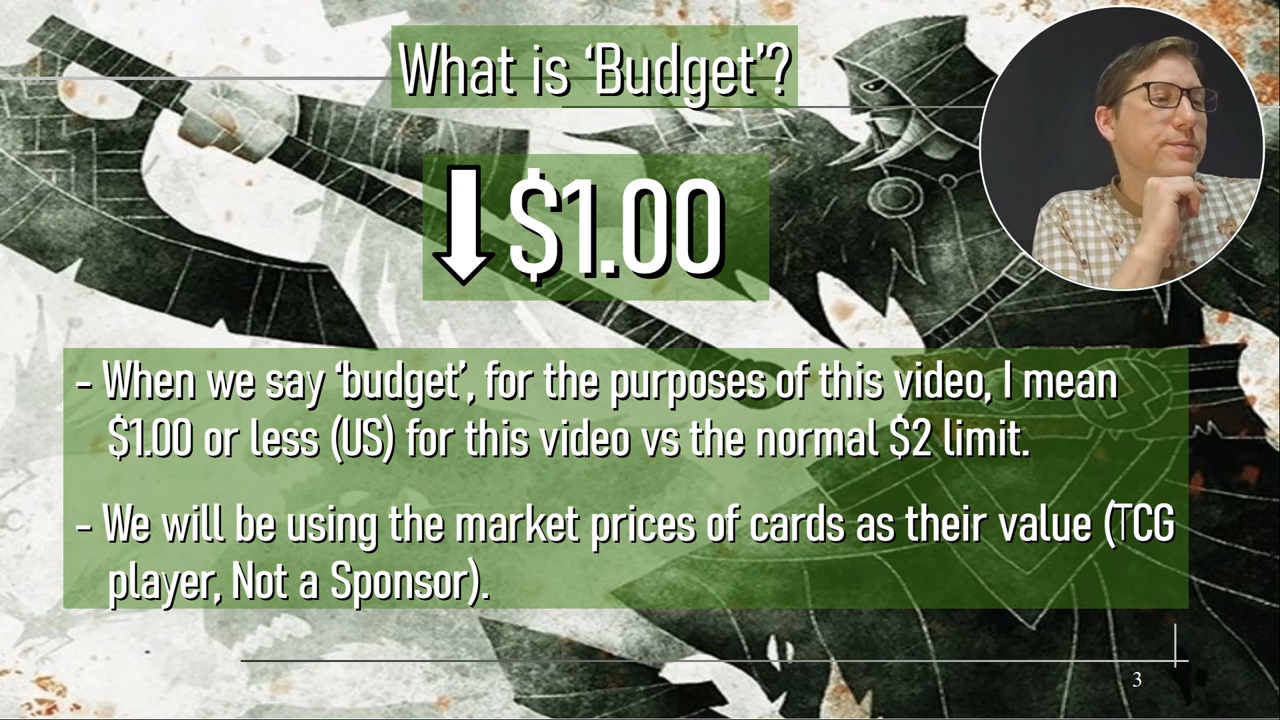 What is ‘Budget’?
$1.00
- When we say ‘budget’, for the purposes of this video, I mean
$1.00 or less (US) for this video vs the normal $2 limit.
- We will be using the market prices of cards as their value (TCG
player, Not a Sponsor).
3